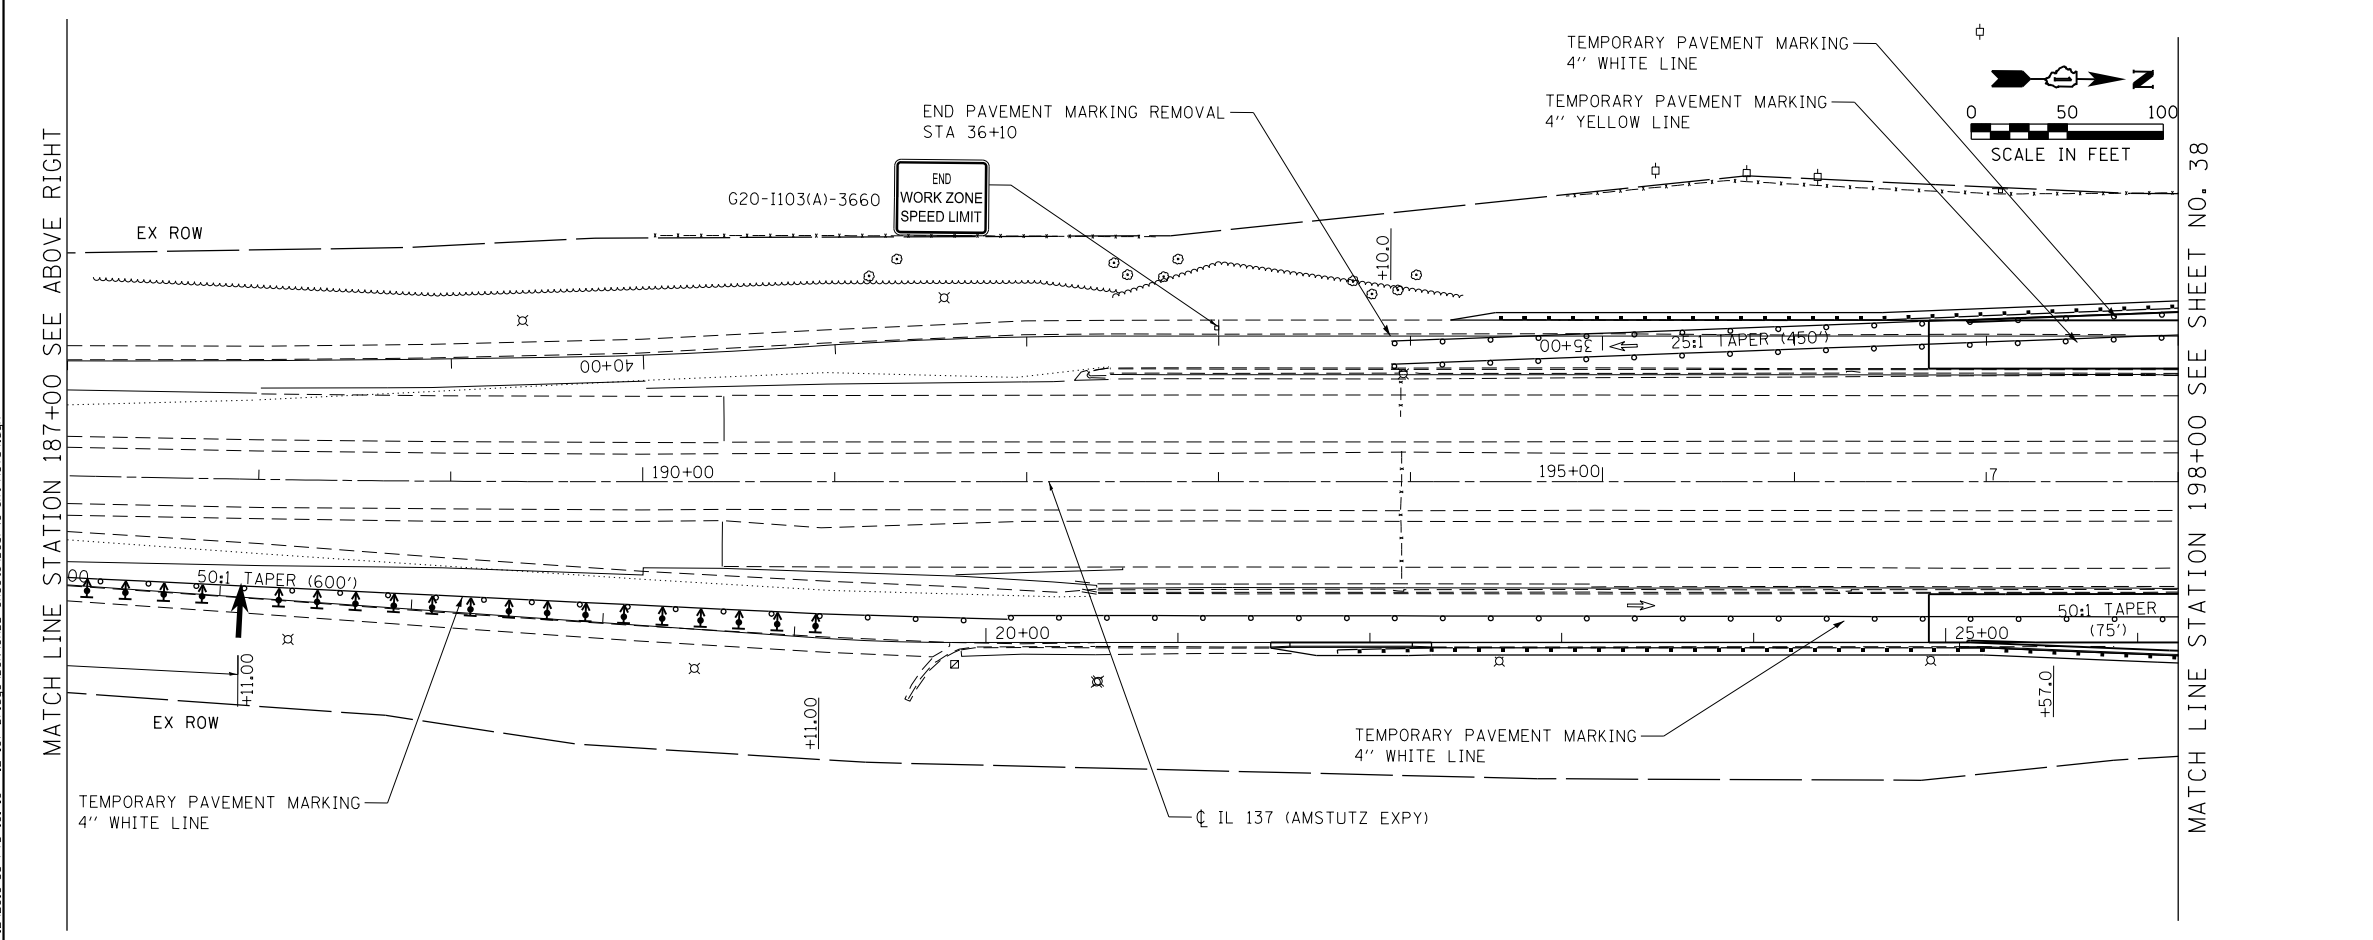 TEMPORARY PAVEMENT MARKING
4'' WHITE LINE
TEMPORARY PAVEMENT MARKING
4'' YELLOW LINE
N
0 50 100
SCALE IN FEET
END PAVEMENT MARKING REMOVAL
STA 36+10
G20-I103(A)-3660
END
WORK ZONE
SPEED LIMIT
EX ROW
+10.0
35+00
25:1 TAPER (450')
40+00
190+00
195+00
7
MATCH LINE STATION 187+00 SEE ABOVE RIGHT
MATCH LINE STATION 198+00 SEE SHEET NO. 38
00
50:1 TAPER (600')
+11.00
EX ROW
+11.00
20+00
25+00
50:1 TAPER
(75')
+57.0
TEMPORARY PAVEMENT MARKING
4'' WHITE LINE
TEMPORARY PAVEMENT MARKING
4'' WHITE LINE
℄ IL 137 (AMSTUTZ EXPY)